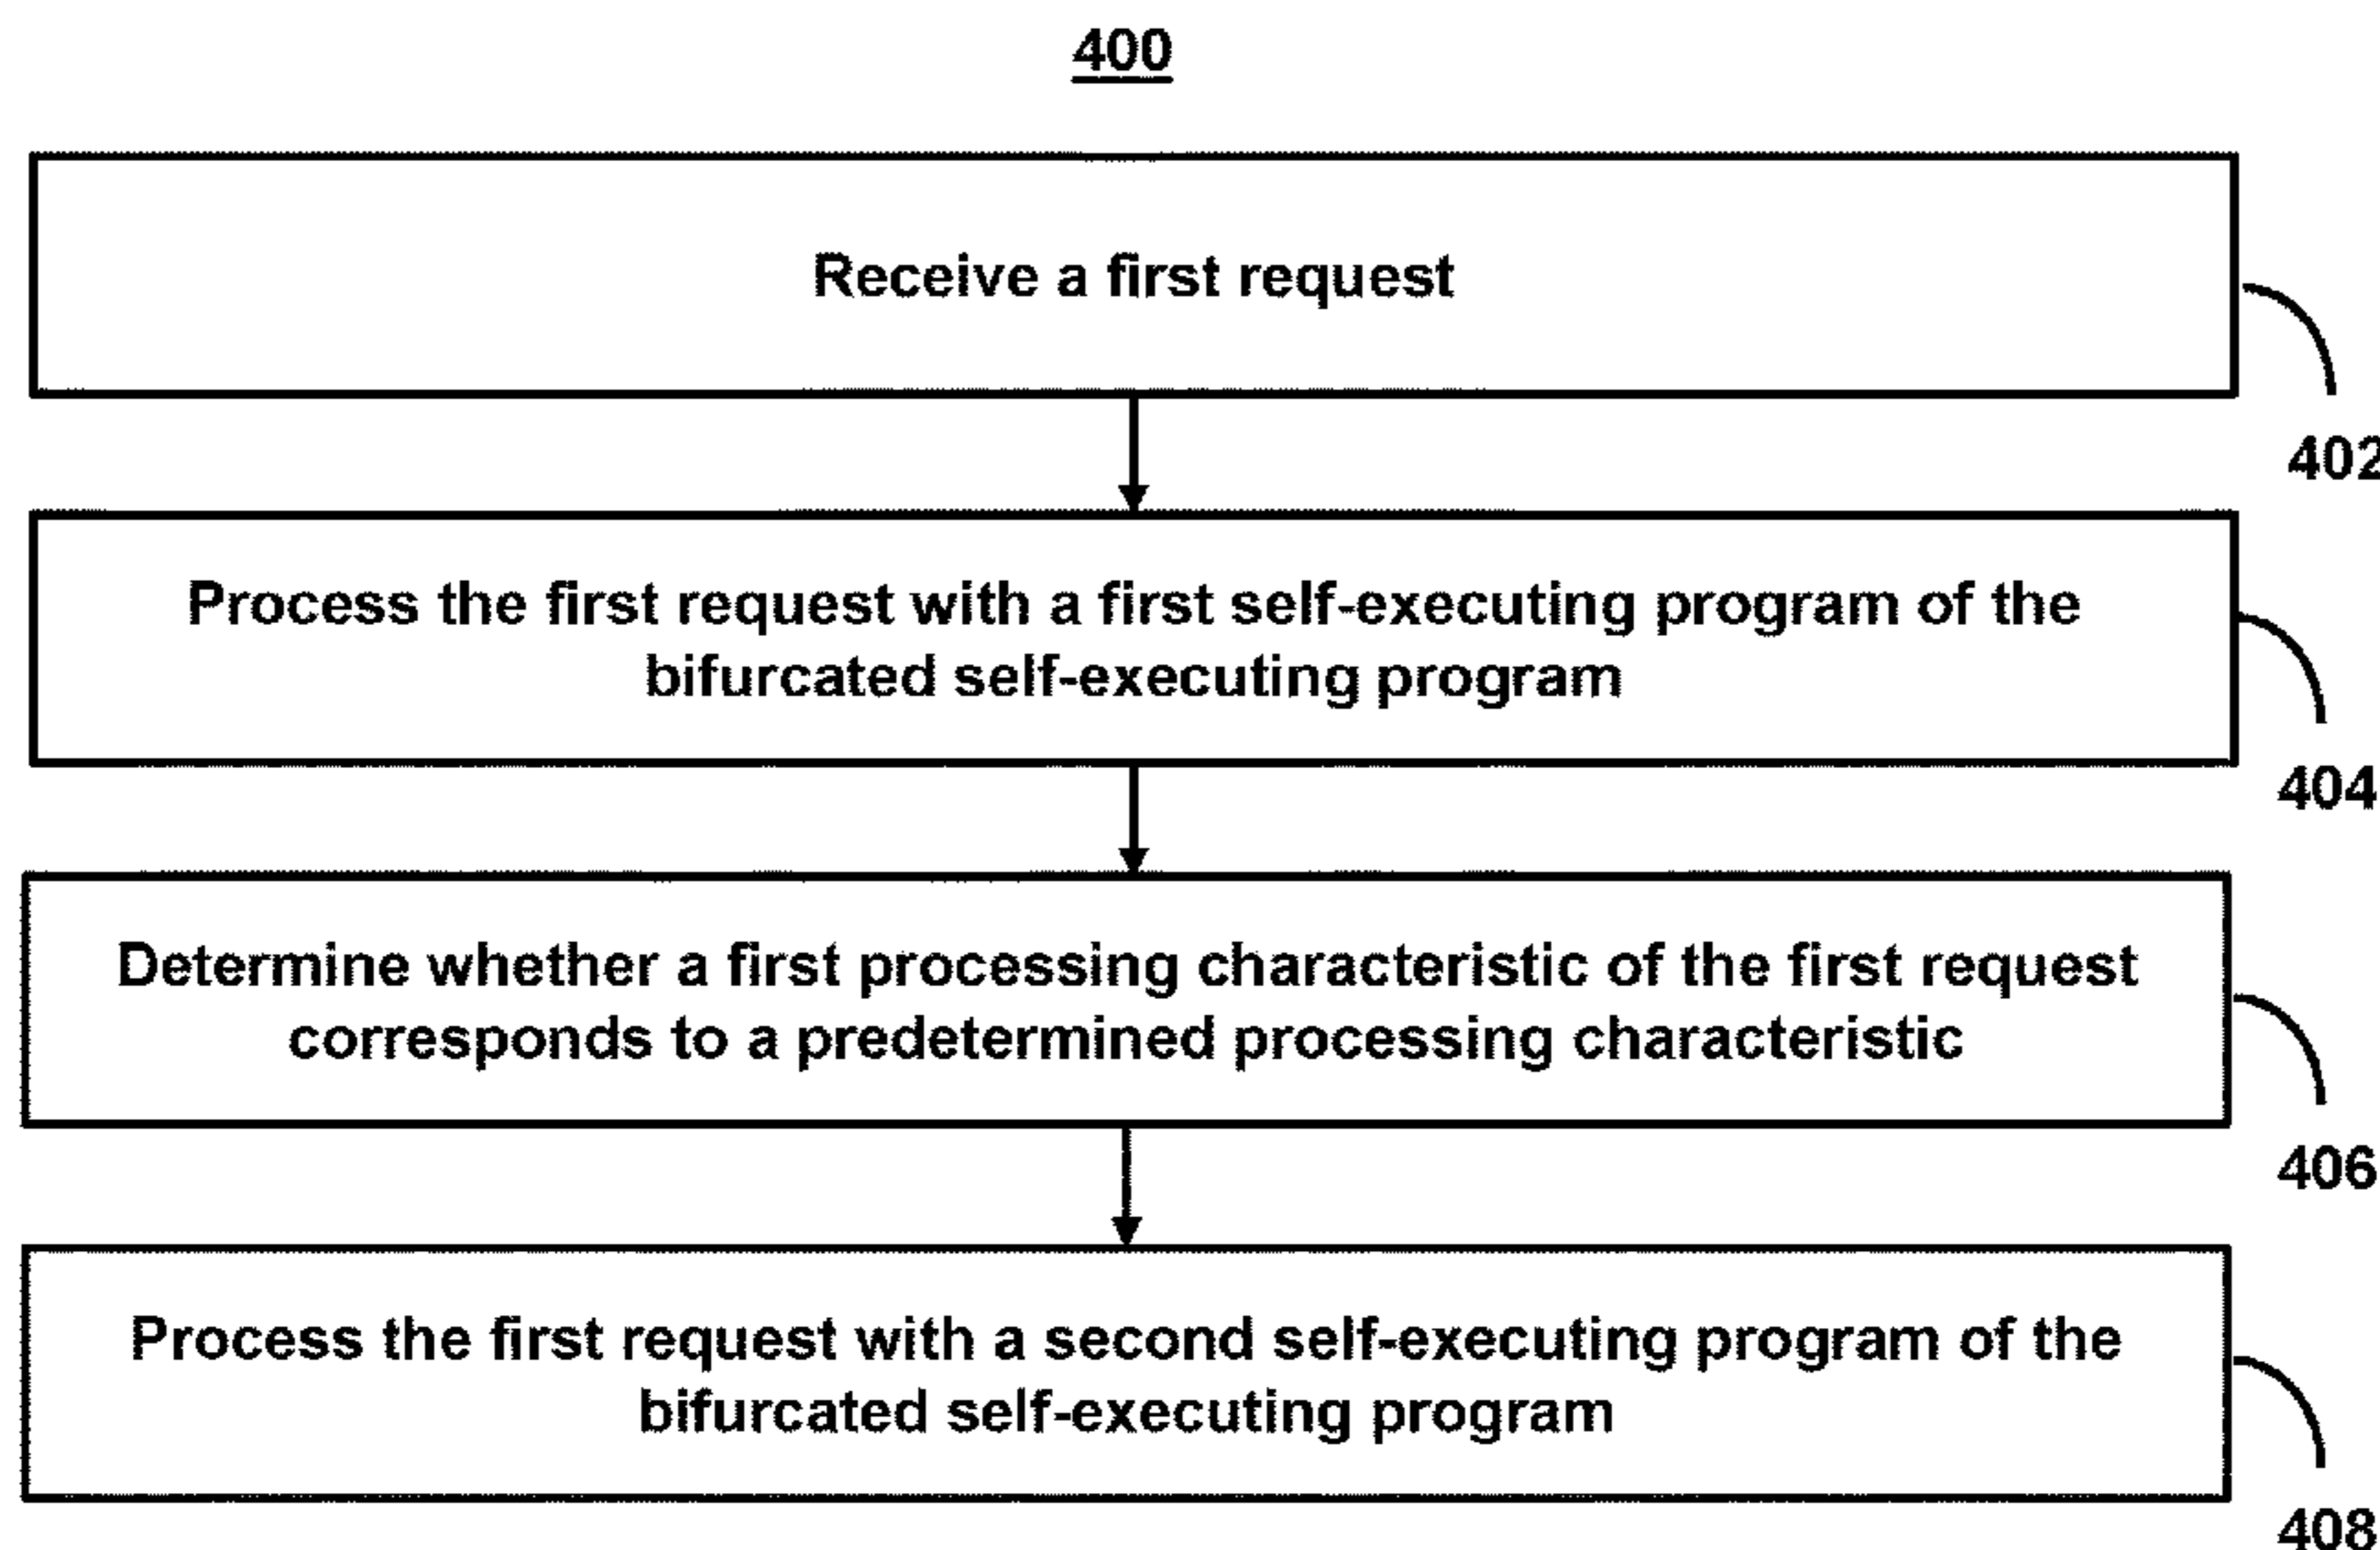 400
Receive a first request
402
Process the first request with a first self-executing program of the
bifurcated self-executing program
404
Determine whether a first processing characteristic of the first request
corresponds to a predetermined processing characteristic
406
Process the first request with a second self-executing program of the
bifurcated self-executing program
408